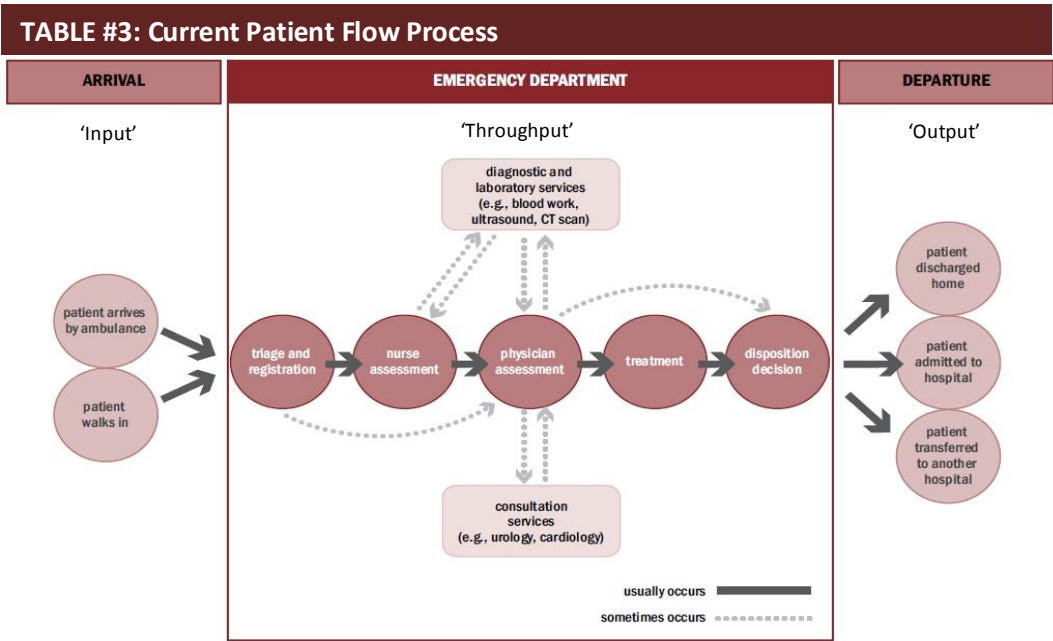 TABLE #3: Current Patient Flow Process
ARRIVAL
EMERGENCY DEPARTMENT
DEPARTURE
‘Input’
‘Throughput’
‘Output’
diagnostic and
laboratory services
(e.g., blood work,
ultrasound, CT scan)
patient arrives
by ambulance
patient
walks in
triage and
registration
nurse
assessment
physician
assessment
treatment
disposition
decision
patient
discharged
home
patient
admitted to
hospital
patient
transferred
to another
hospital
consultation
services
(e.g., urology, cardiology)
usually occurs
sometimes occurs